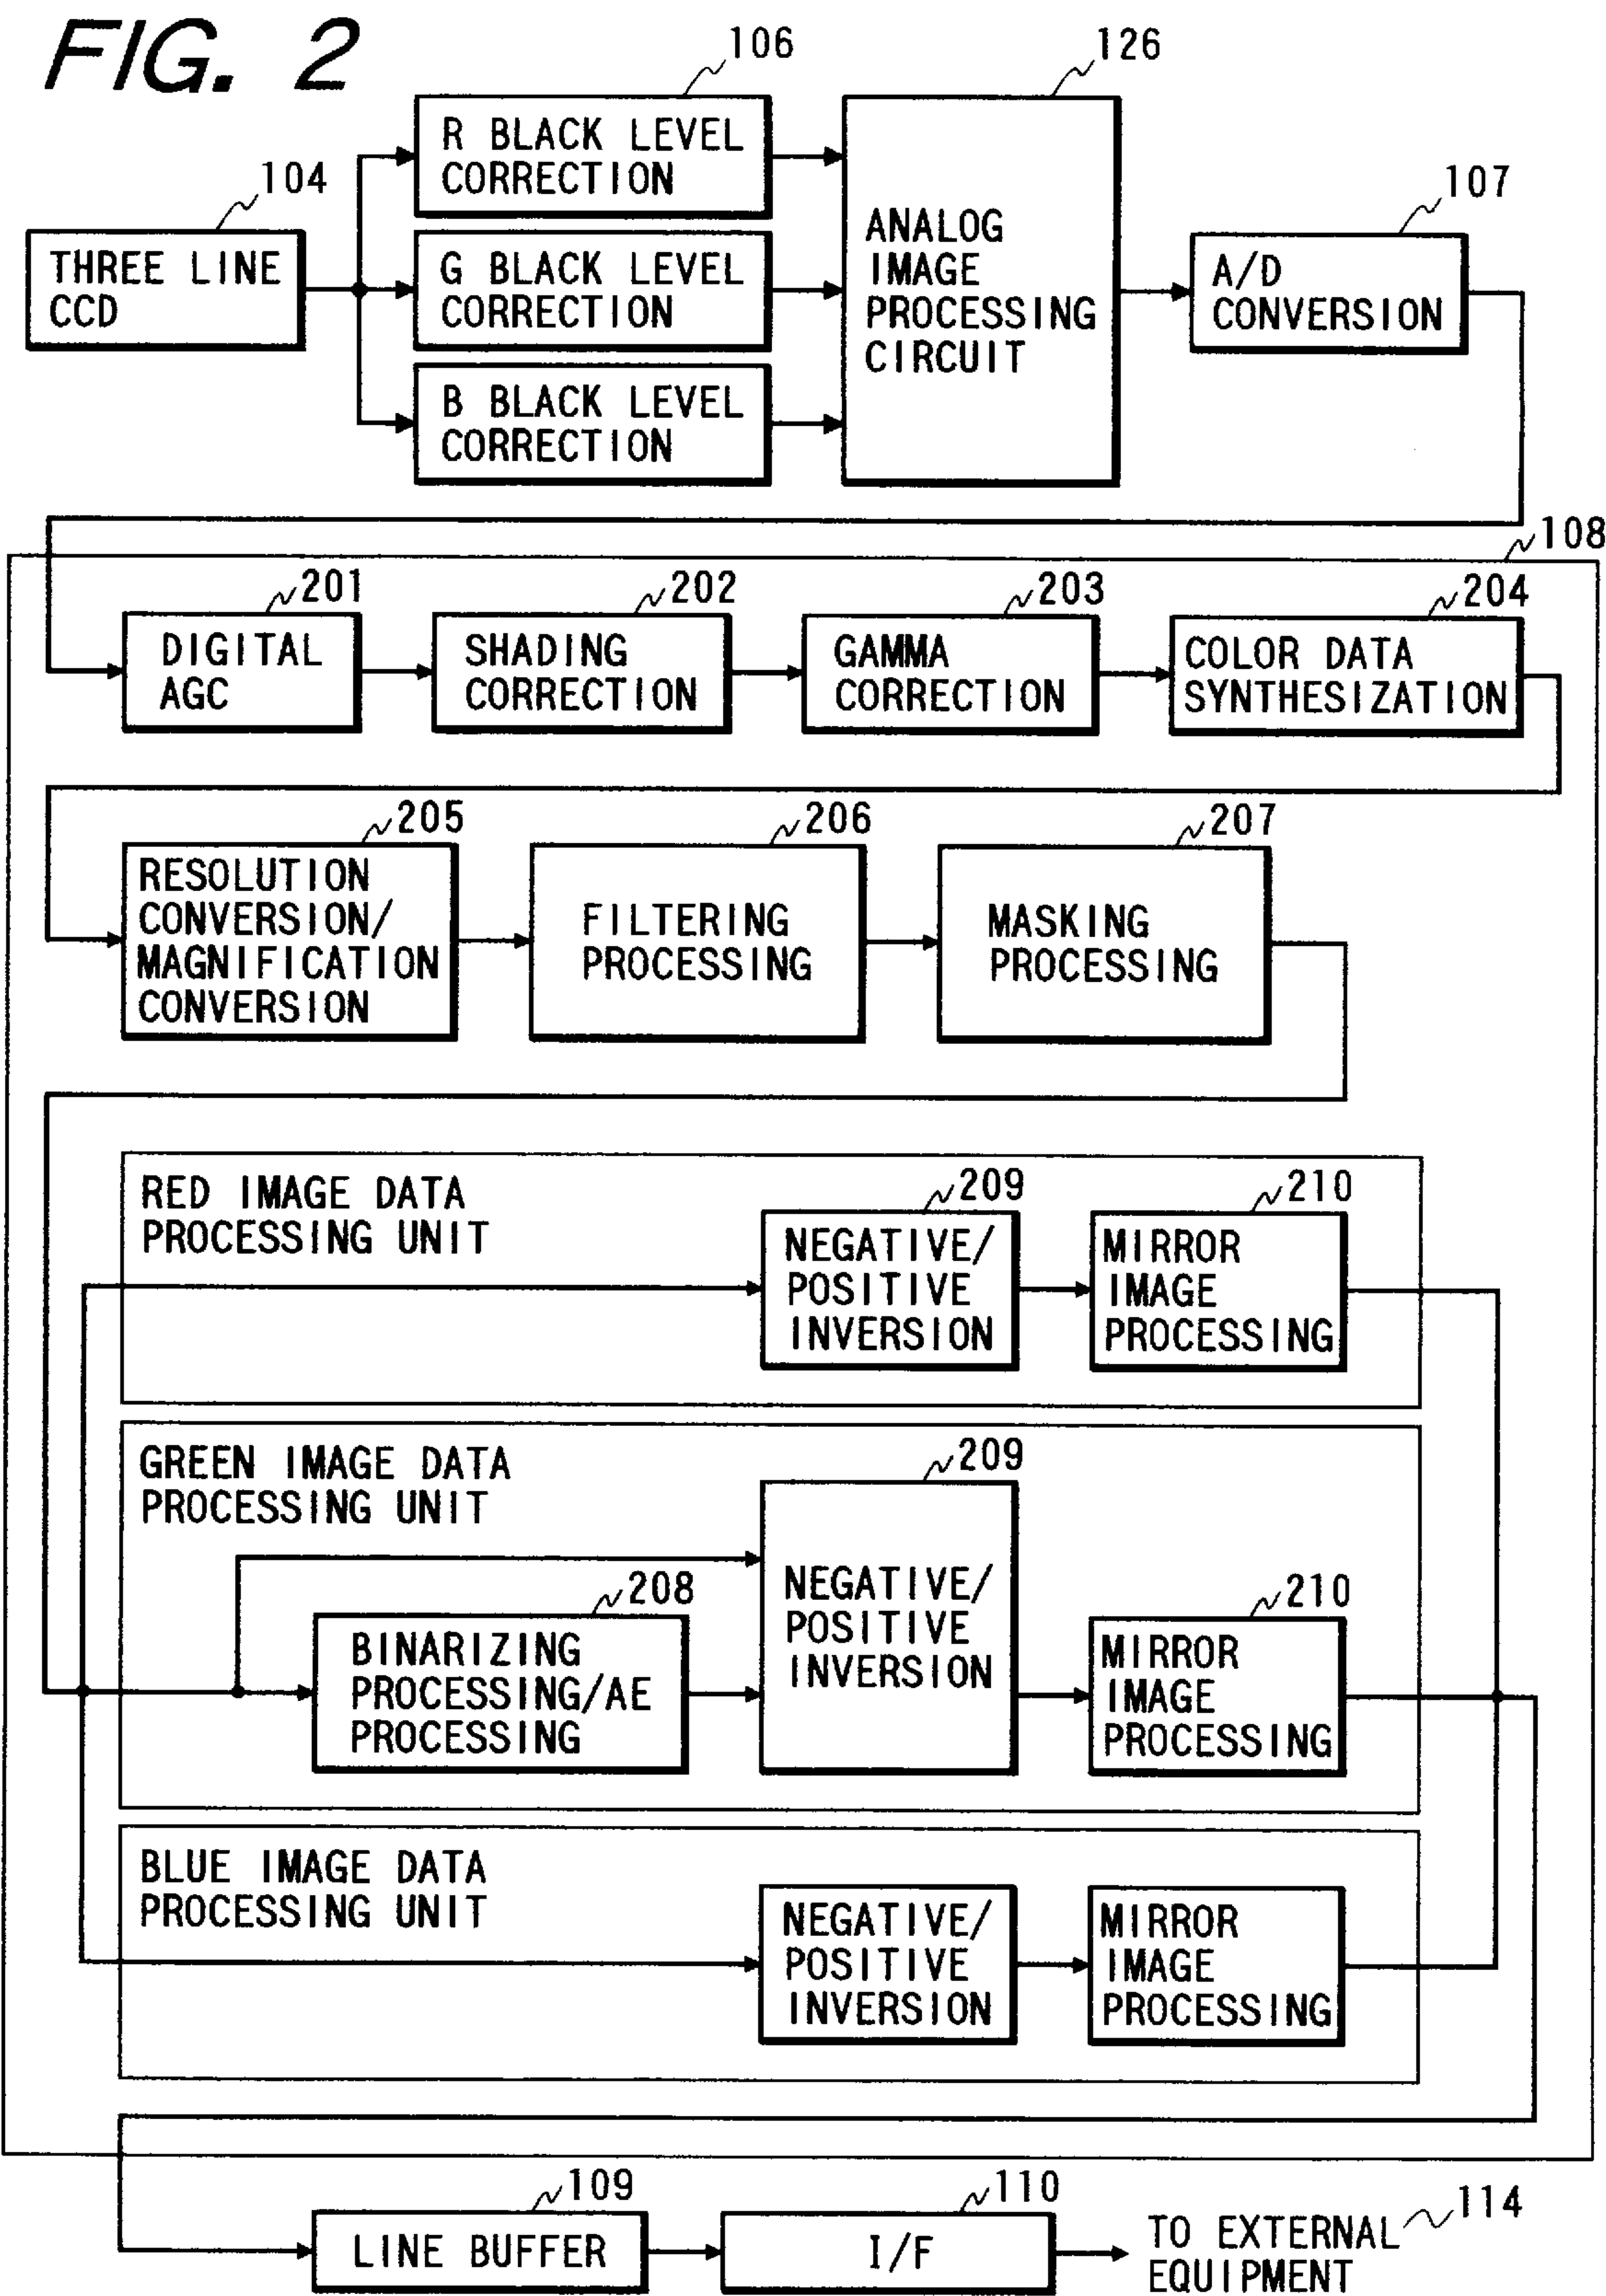 FIG. 2
106
126
R BLACK LEVEL
CORRECTION
104
107
THREE LINE
CCD
G BLACK LEVEL
CORRECTION
ANALOG
IMAGE
PROCESSING
CIRCUIT
A/D
CONVERSION
B BLACK LEVEL
CORRECTION
108
201
202
203
204
DIGITAL
AGC
SHADING
CORRECTION
GAMMA
CORRECTION
COLOR DATA
SYNTHESIZATION
205
206
207
RESOLUTION
CONVERSION/
MAGNIFICATION
CONVERSION
FILTERING
PROCESSING
MASKING
PROCESSING
RED IMAGE DATA
PROCESSING UNIT
209
210
NEGATIVE/
POSITIVE
INVERSION
MIRROR
IMAGE
PROCESSING
GREEN IMAGE DATA
PROCESSING UNIT
209
208
210
BINARIZING
PROCESSING/AE
PROCESSING
NEGATIVE/
POSITIVE
INVERSION
MIRROR
IMAGE
PROCESSING
BLUE IMAGE DATA
PROCESSING UNIT
NEGATIVE/
POSITIVE
INVERSION
MIRROR
IMAGE
PROCESSING
109
110
114
LINE BUFFER
I/F
TO EXTERNAL
EQUIPMENT